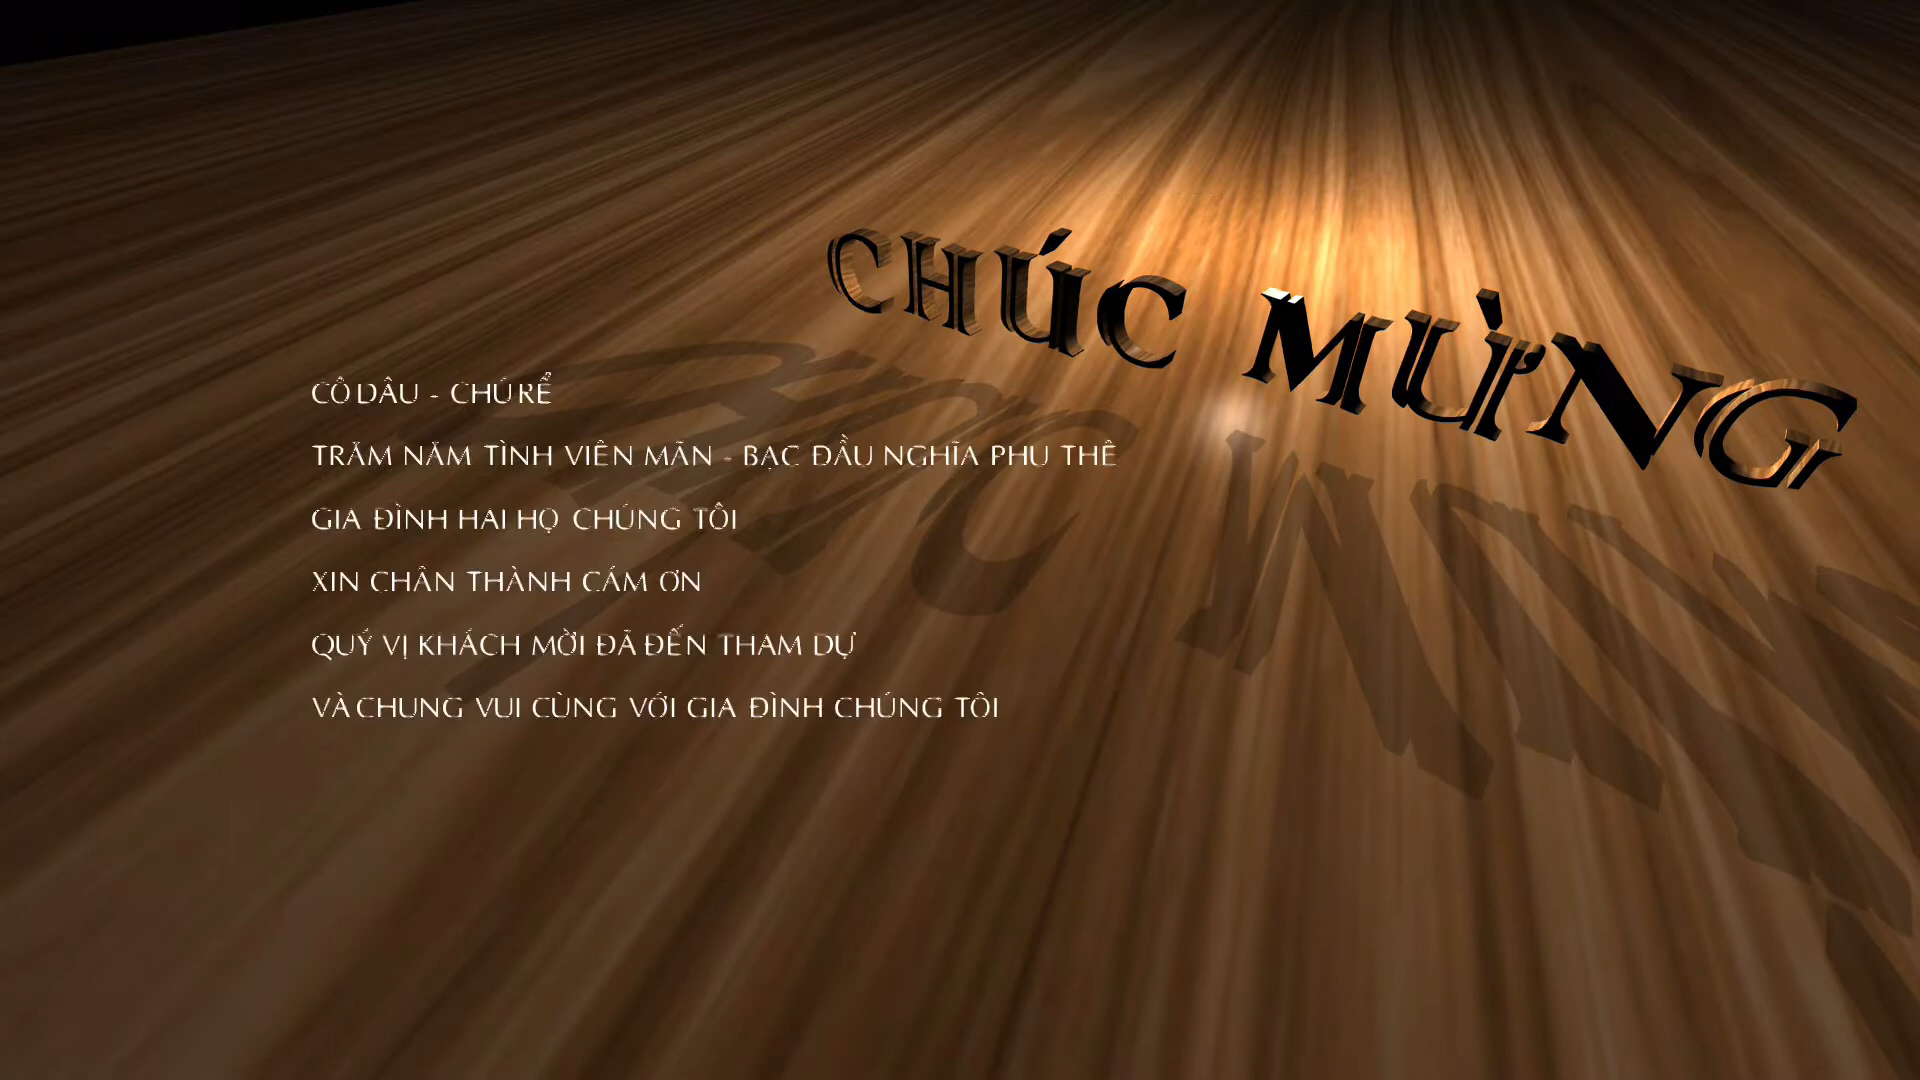 CHÚC MỪNG
CÔ DÂU - CHÚ RỂ
TRĂM NĂM TÌNH VIÊN MÃN - BẠC ĐẦU NGHĨA PHU THÊ
GIA ĐÌNH HAI HỌ CHÚNG TÔI
XIN CHÂN THÀNH CÁM ƠN
QUÝ VỊ KHÁCH MỜI ĐÃ ĐẾN THAM DỰ
VÀ CHUNG VUI CÙNG VỚI GIA ĐÌNH CHÚNG TÔI